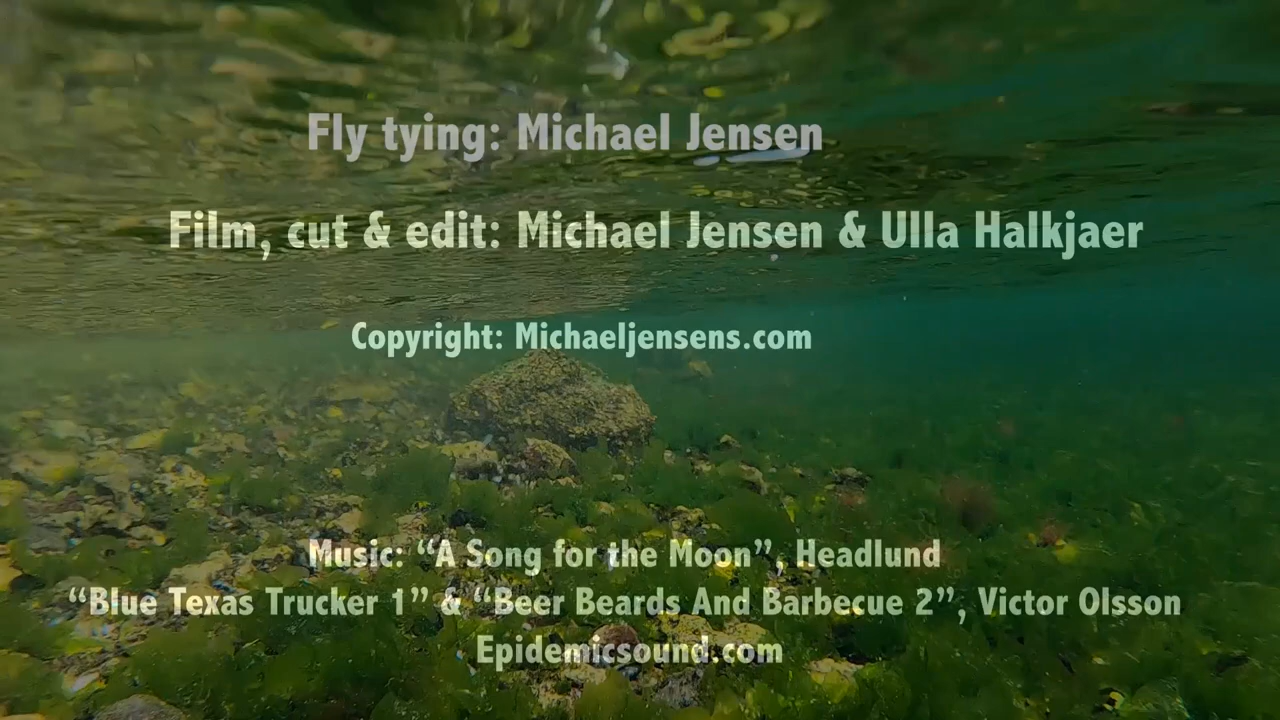 Fly tying: Michael Jensen
Film, cut & edit: Michael Jensen & Ulla Halkjaer
Copyright: Michaeljensens.com
Music: “A Song for the Moon”, Headlund
“Blue Texas Trucker 1” & “Beer Beards And Barbecue 2”, Victor Olsson
Epidemicsound.com